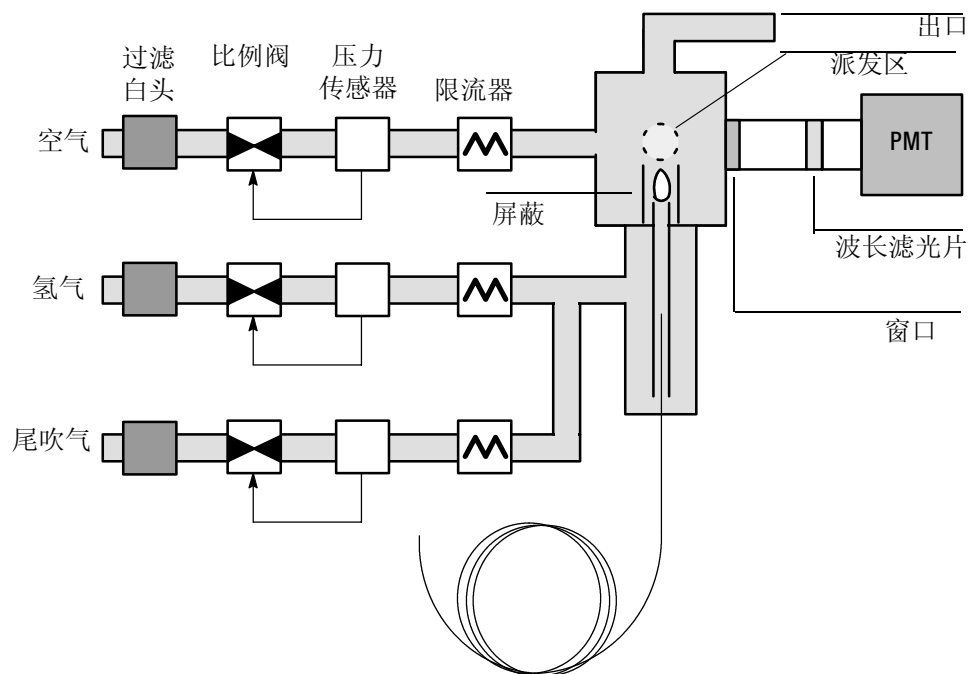 出口
派发区
过滤
白头
比例阀
压力
传感器
限流器
空气
PMT
屏蔽
波长滤光片
氢气
窗口
尾吹气